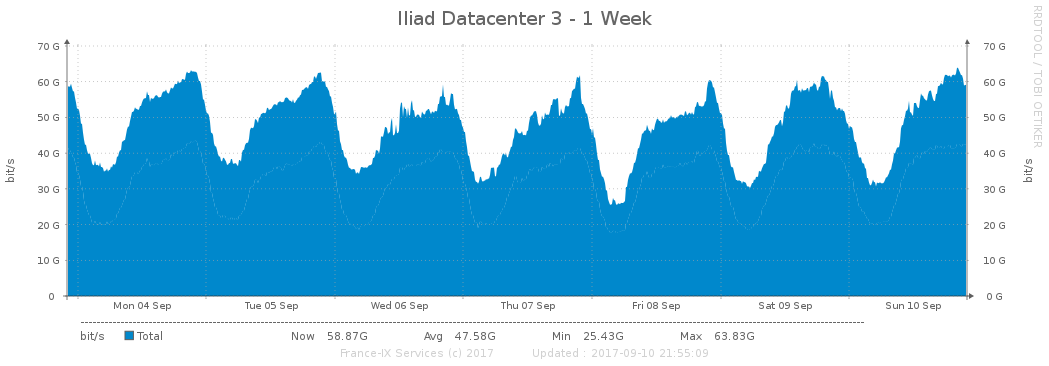 Iliad Datacenter 3 - 1 Week
RRDTOOL / TOBI OETIKER
70 G 70 G
60 G 60 G
50 G 50 G
40 G 40 G
30 G 30 G
20 G 20 G
10 G 10 G
0 0 G
bit/s bit/s
Mon 04 Sep Tue 05 Sep Wed 06 Sep Thu 07 Sep Fri 08 Sep Sat 09 Sep Sun 10 Sep
bit/s Total Now 58.87G Avg 47.58G Min 25.43G Max 63.83G
France-IX Services (c) 2017 Updated : 2017-09-10 21:55:09